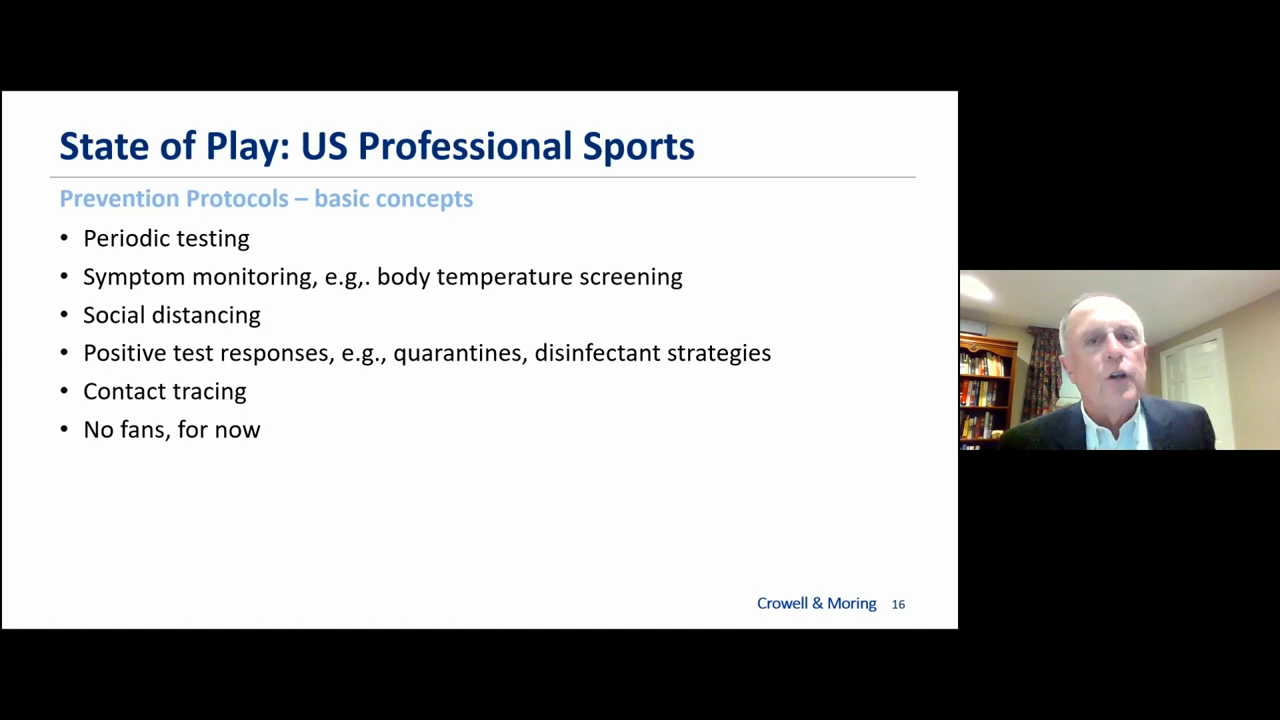 State of Play: US Professional Sports
Prevention Protocols – basic concepts
• Periodic testing
• Symptom monitoring, e.g,. body temperature screening
• Social distancing
• Positive test responses, e.g., quarantines, disinfectant strategies
• Contact tracing
• No fans, for now
Crowell & Moring 16